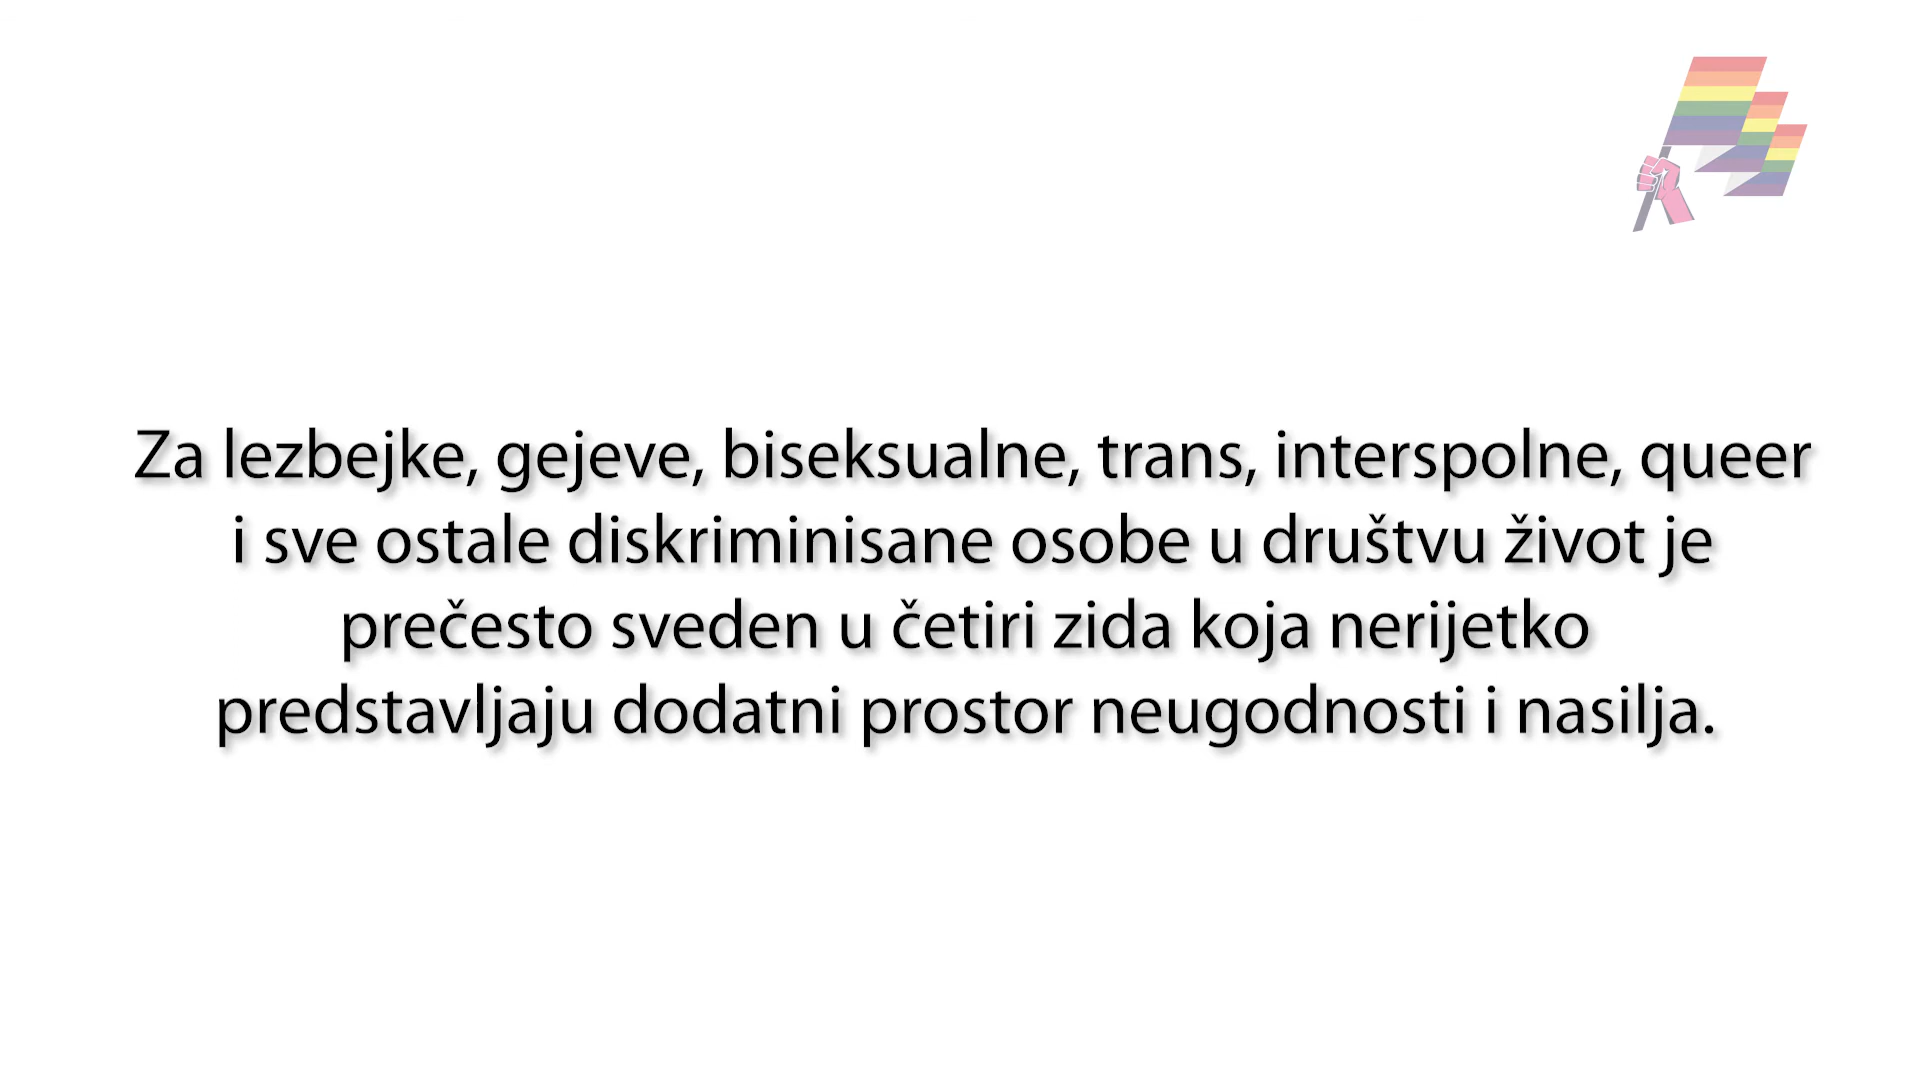 Za lezbejke, gejeve, biseksualne, trans, interspolne, queer
i sve ostale diskriminisane osobe u društvu život je
prečesto sveden u četiri zida koja nerijetko
predstavljaju dodatni prostor neugodnosti i nasilja.